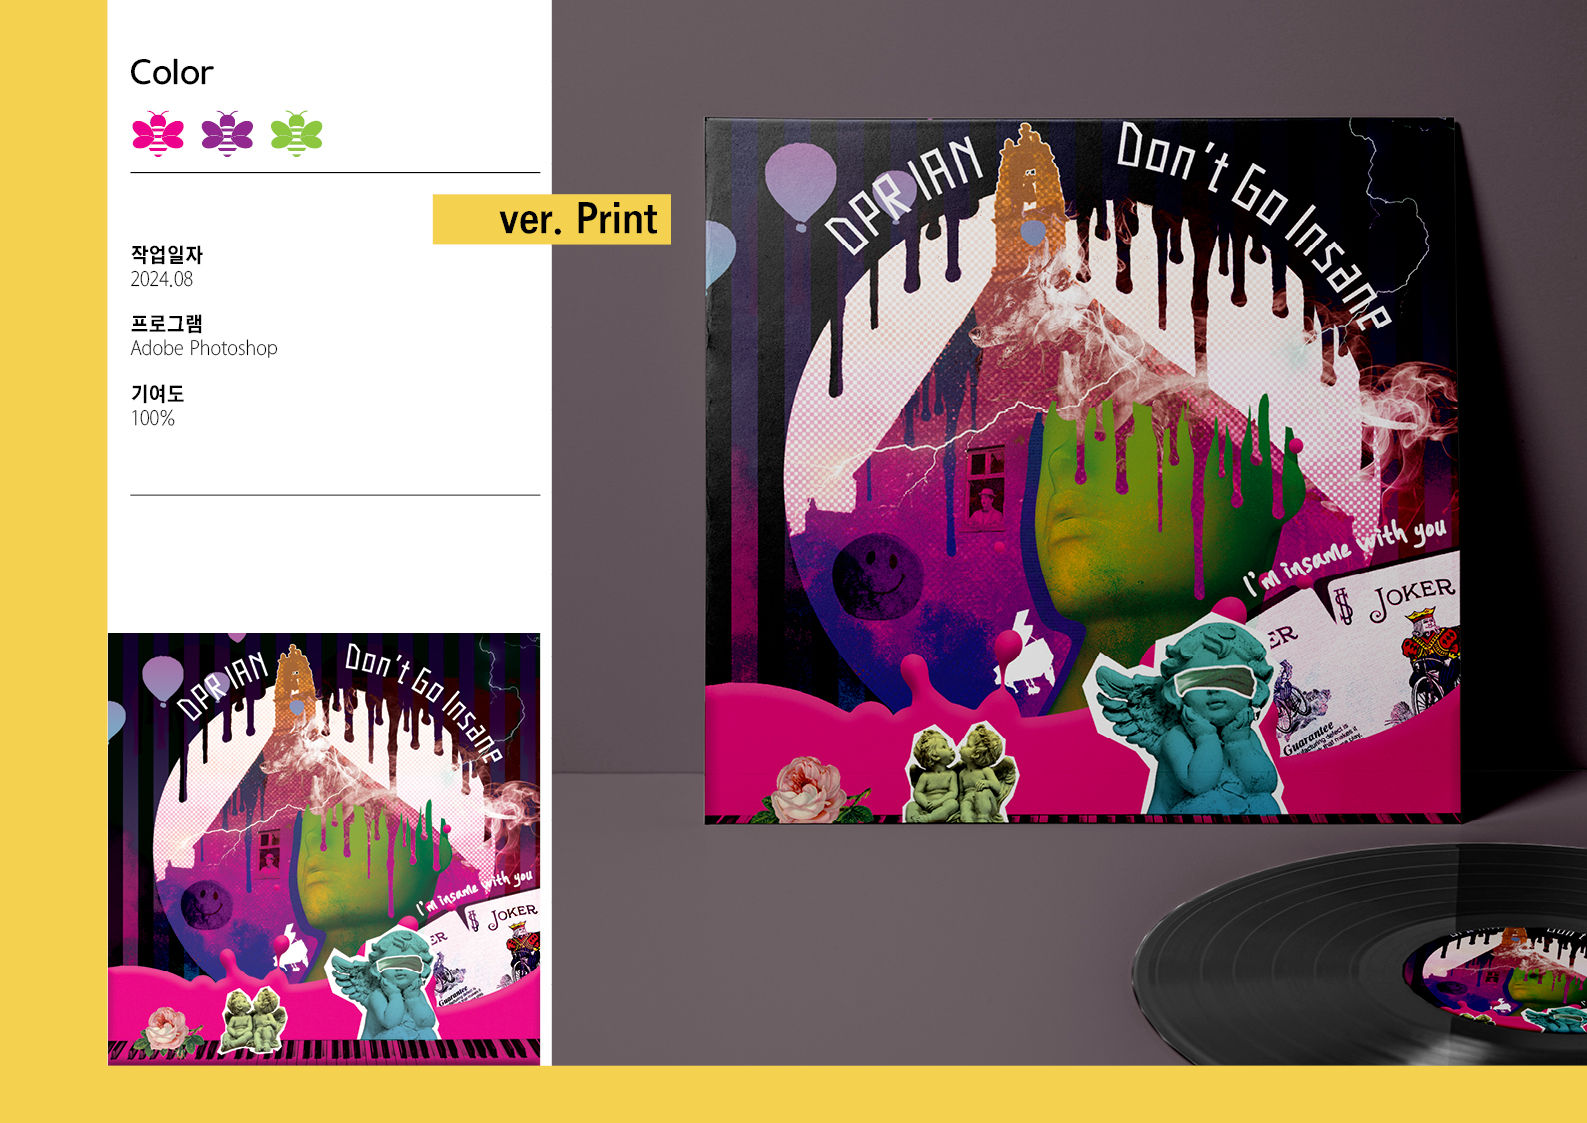 Color
ver. Print
작업일자
2024.08
프로그램
Adobe Photoshop
기여도
100%
DPR IAN
Don't Go Insane
I'm insame with you
JOKER
ER
Guarantee
DPR IAN
Don't Go Insane
I'm insame with you
JOKER
ER
Guarantee